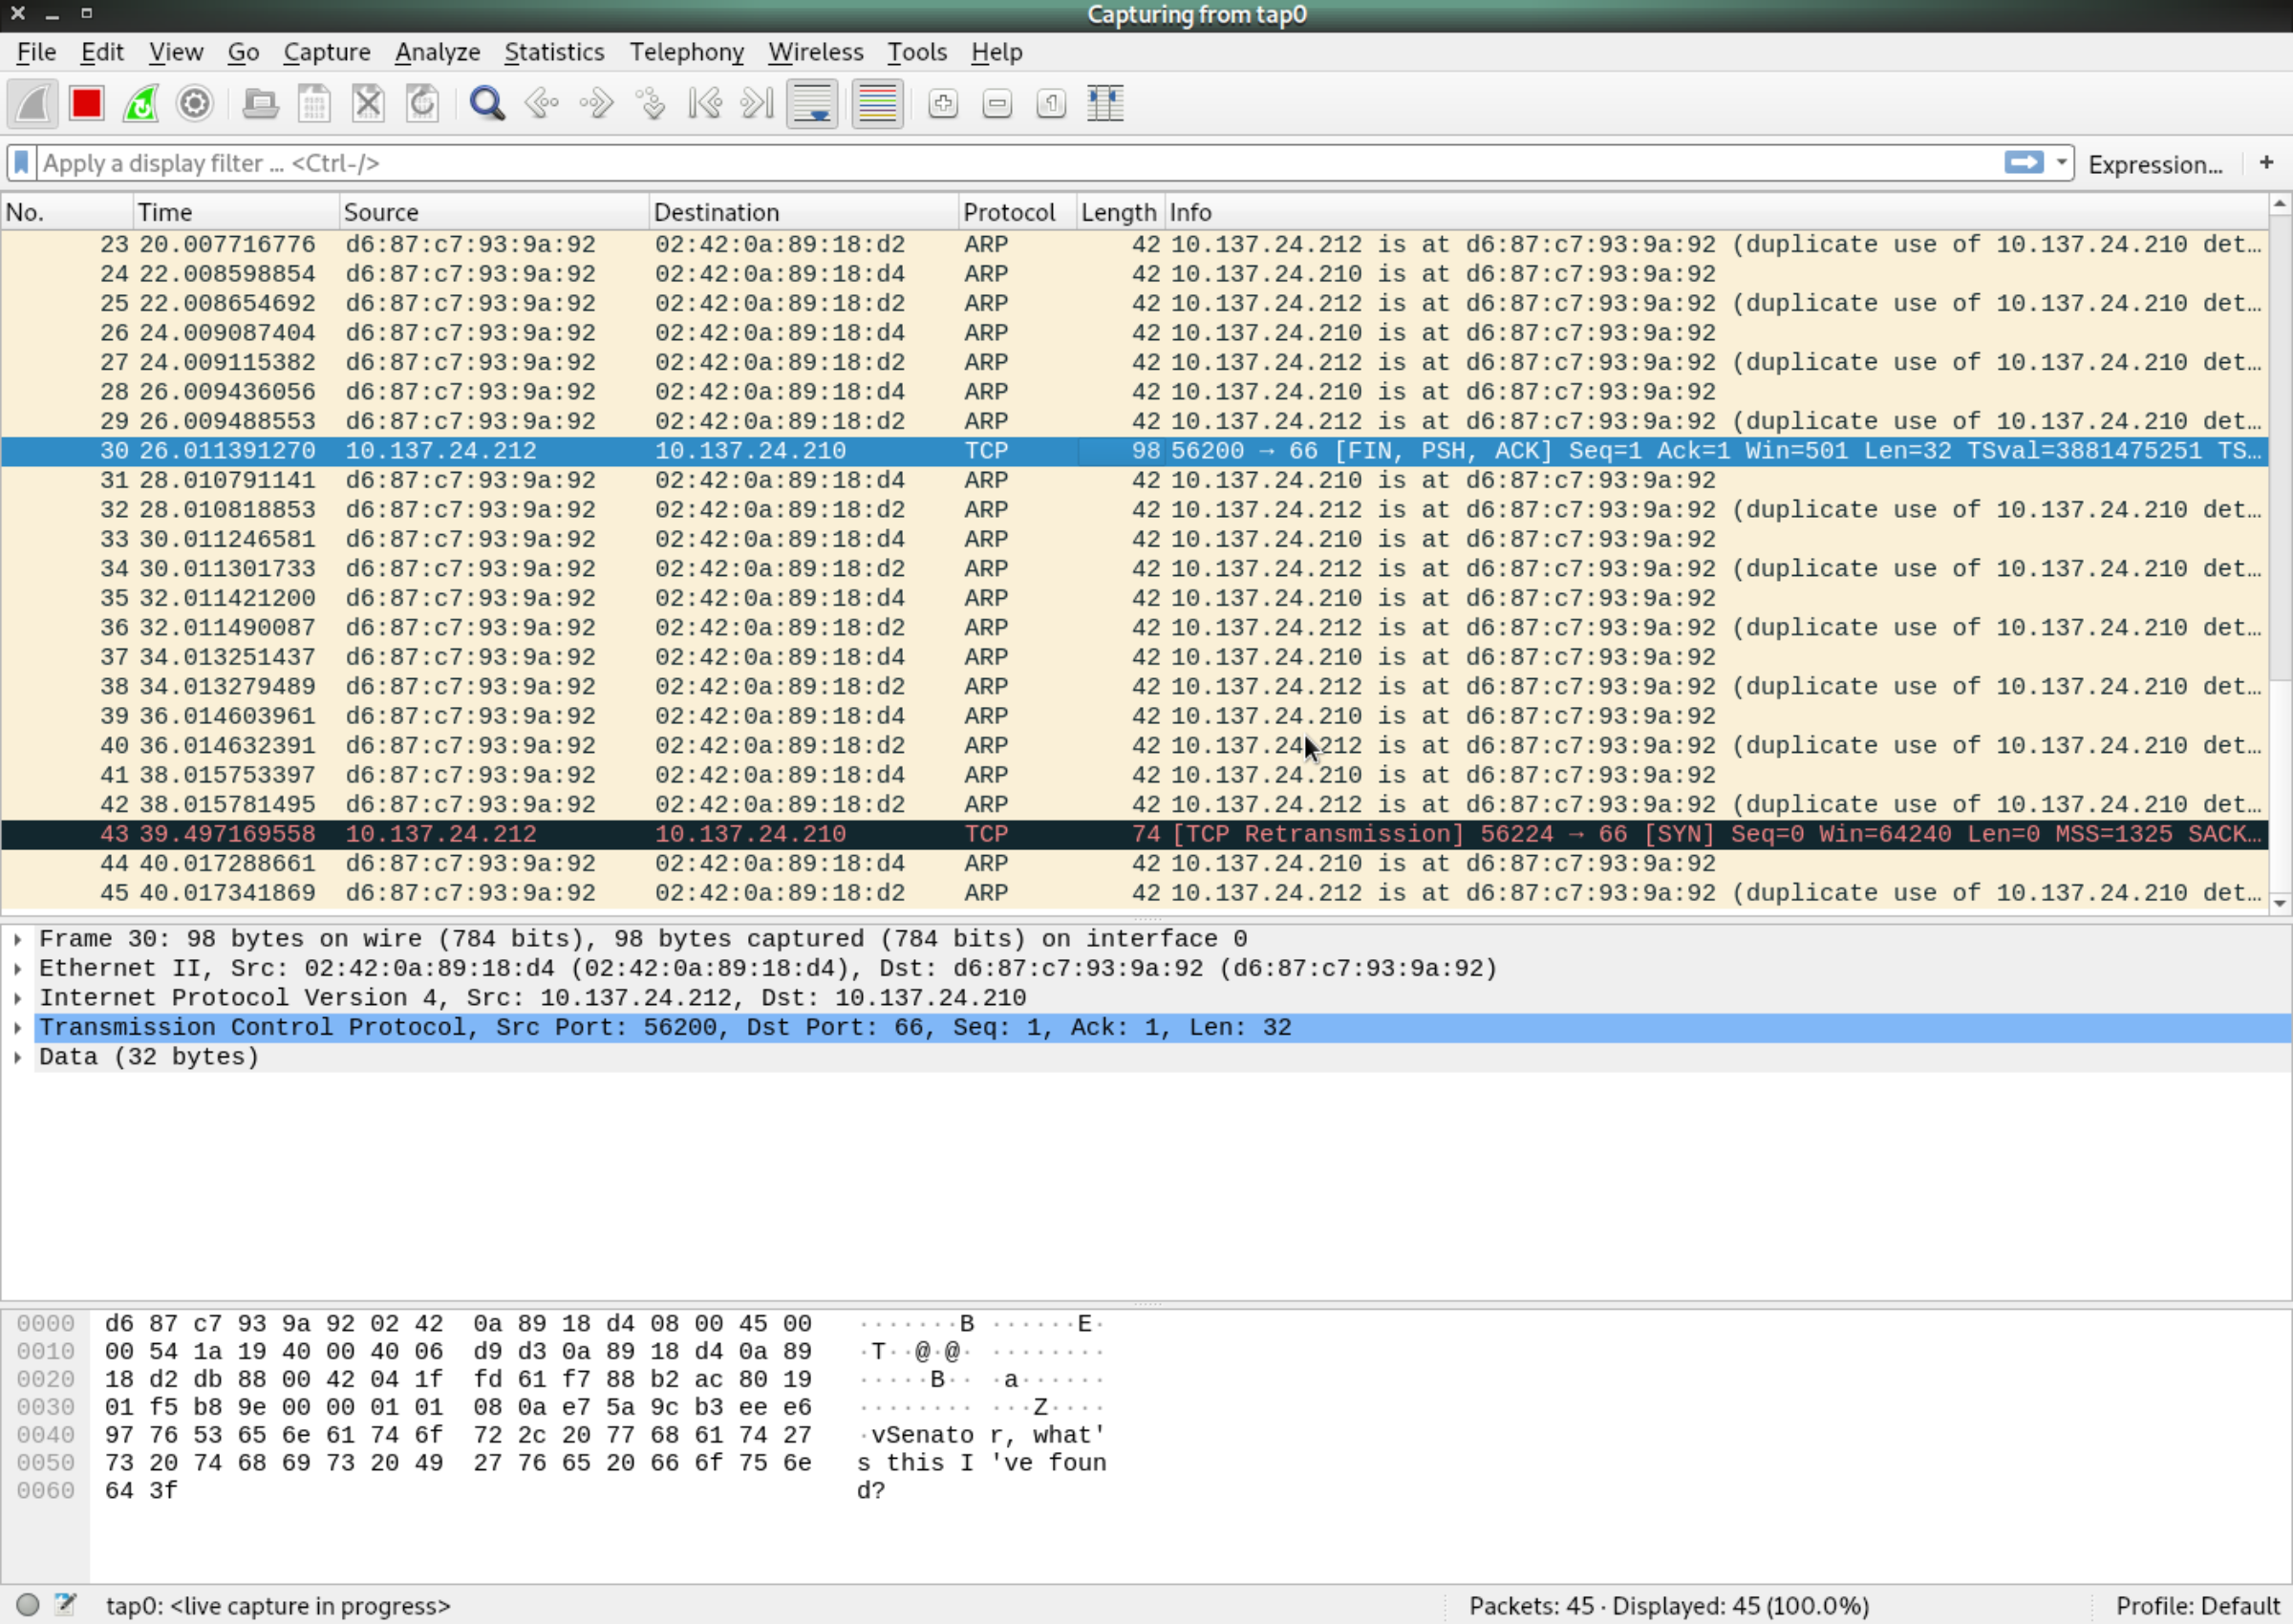 Capturing from tap0
File Edit View Go Capture Analyze Statistics Telephony Wireless Tools Help
Apply a display filter … <Ctrl-/> Expression… +
No. Time Source Destination Protocol Length Info
23 20.007716776 d6:87:c7:93:9a:92 02:42:0a:89:18:d2 ARP 42 10.137.24.212 is at d6:87:c7:93:9a:92 (duplicate use of 10.137.24.210 det…
24 22.008598854 d6:87:c7:93:9a:92 02:42:0a:89:18:d4 ARP 42 10.137.24.210 is at d6:87:c7:93:9a:92
25 22.008654692 d6:87:c7:93:9a:92 02:42:0a:89:18:d2 ARP 42 10.137.24.212 is at d6:87:c7:93:9a:92 (duplicate use of 10.137.24.210 det…
26 24.009087404 d6:87:c7:93:9a:92 02:42:0a:89:18:d4 ARP 42 10.137.24.210 is at d6:87:c7:93:9a:92
27 24.009115382 d6:87:c7:93:9a:92 02:42:0a:89:18:d2 ARP 42 10.137.24.212 is at d6:87:c7:93:9a:92 (duplicate use of 10.137.24.210 det…
28 26.009436056 d6:87:c7:93:9a:92 02:42:0a:89:18:d4 ARP 42 10.137.24.210 is at d6:87:c7:93:9a:92
29 26.009488553 d6:87:c7:93:9a:92 02:42:0a:89:18:d2 ARP 42 10.137.24.212 is at d6:87:c7:93:9a:92 (duplicate use of 10.137.24.210 det…
30 26.011391270 10.137.24.212 10.137.24.210 TCP 98 56200 → 66 [FIN, PSH, ACK] Seq=1 Ack=1 Win=501 Len=32 TSval=3881475251 TS…
31 28.010791141 d6:87:c7:93:9a:92 02:42:0a:89:18:d4 ARP 42 10.137.24.210 is at d6:87:c7:93:9a:92
32 28.010818853 d6:87:c7:93:9a:92 02:42:0a:89:18:d2 ARP 42 10.137.24.212 is at d6:87:c7:93:9a:92 (duplicate use of 10.137.24.210 det…
33 30.011246581 d6:87:c7:93:9a:92 02:42:0a:89:18:d4 ARP 42 10.137.24.210 is at d6:87:c7:93:9a:92
34 30.011301733 d6:87:c7:93:9a:92 02:42:0a:89:18:d2 ARP 42 10.137.24.212 is at d6:87:c7:93:9a:92 (duplicate use of 10.137.24.210 det…
35 32.011421200 d6:87:c7:93:9a:92 02:42:0a:89:18:d4 ARP 42 10.137.24.210 is at d6:87:c7:93:9a:92
36 32.011490087 d6:87:c7:93:9a:92 02:42:0a:89:18:d2 ARP 42 10.137.24.212 is at d6:87:c7:93:9a:92 (duplicate use of 10.137.24.210 det…
37 34.013251437 d6:87:c7:93:9a:92 02:42:0a:89:18:d4 ARP 42 10.137.24.210 is at d6:87:c7:93:9a:92
38 34.013279489 d6:87:c7:93:9a:92 02:42:0a:89:18:d2 ARP 42 10.137.24.212 is at d6:87:c7:93:9a:92 (duplicate use of 10.137.24.210 det…
39 36.014603961 d6:87:c7:93:9a:92 02:42:0a:89:18:d4 ARP 42 10.137.24.210 is at d6:87:c7:93:9a:92
40 36.014632391 d6:87:c7:93:9a:92 02:42:0a:89:18:d2 ARP 42 10.137.24.212 is at d6:87:c7:93:9a:92 (duplicate use of 10.137.24.210 det…
41 38.015753397 d6:87:c7:93:9a:92 02:42:0a:89:18:d4 ARP 42 10.137.24.210 is at d6:87:c7:93:9a:92
42 38.015781495 d6:87:c7:93:9a:92 02:42:0a:89:18:d2 ARP 42 10.137.24.212 is at d6:87:c7:93:9a:92 (duplicate use of 10.137.24.210 det…
43 39.497169558 10.137.24.212 10.137.24.210 TCP 74 [TCP Retransmission] 56224 → 66 [SYN] Seq=0 Win=64240 Len=0 MSS=1325 SACK…
44 40.017288661 d6:87:c7:93:9a:92 02:42:0a:89:18:d4 ARP 42 10.137.24.210 is at d6:87:c7:93:9a:92
45 40.017341869 d6:87:c7:93:9a:92 02:42:0a:89:18:d2 ARP 42 10.137.24.212 is at d6:87:c7:93:9a:92 (duplicate use of 10.137.24.210 det…
Frame 30: 98 bytes on wire (784 bits), 98 bytes captured (784 bits) on interface 0
Ethernet II, Src: 02:42:0a:89:18:d4 (02:42:0a:89:18:d4), Dst: d6:87:c7:93:9a:92 (d6:87:c7:93:9a:92)
Internet Protocol Version 4, Src: 10.137.24.212, Dst: 10.137.24.210
Transmission Control Protocol, Src Port: 56200, Dst Port: 66, Seq: 1, Ack: 1, Len: 32
Data (32 bytes)
0000 d6 87 c7 93 9a 92 02 42 0a 89 18 d4 08 00 45 00 ·······B ······E·
0010 00 54 1a 19 40 00 40 06 d9 d3 0a 89 18 d4 0a 89 ·T··@·@· ········
0020 18 d2 db 88 00 42 04 1f fd 61 f7 88 b2 ac 80 19 ·····B·· ·a······
0030 01 f5 b8 9e 00 00 01 01 08 0a e7 5a 9c b3 ee e6 ········ ···Z····
0040 97 76 53 65 6e 61 74 6f 72 2c 20 77 68 61 74 27 ·vSenato r, what'
0050 73 20 74 68 69 73 20 49 27 76 65 20 66 6f 75 6e s this I 've foun
0060 64 3f d?
tap0: <live capture in progress> Packets: 45 · Displayed: 45 (100.0%) Profile: Default